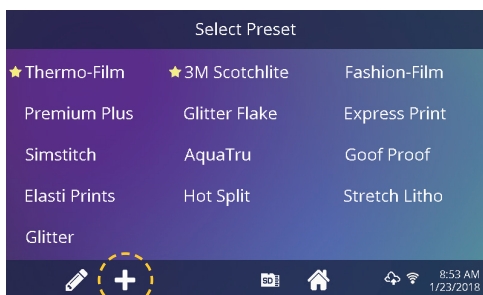 Select Preset
Thermo-Film
3M Scotchlite
Fashion-Film
Premium Plus
Glitter Flake
Express Print
Simstitch
AquaTru
Goof Proof
Elasti Prints
Hot Split
Stretch Litho
Glitter
SD
8:53 AM
1/23/2018